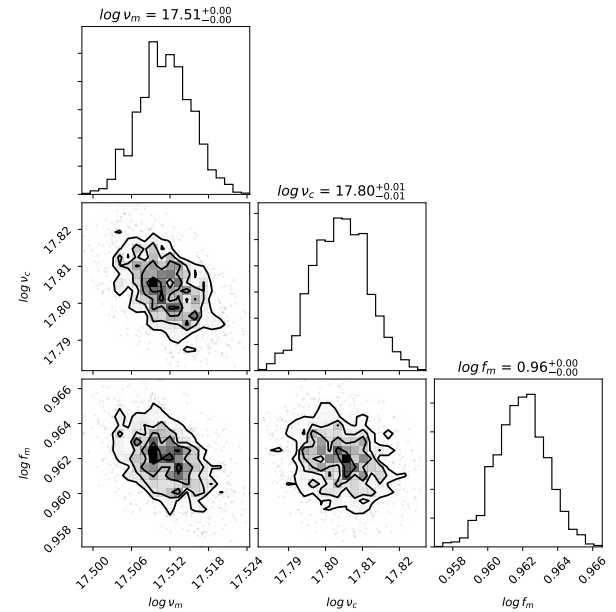 log ν_m = 17.51^{+0.00}_{-0.00}
log ν_c = 17.80^{+0.01}_{-0.01}
log f_m = 0.96^{+0.00}_{-0.00}
log ν_c
17.82
17.81
17.80
17.79
log f_m
0.966
0.964
0.962
0.960
0.958
17.500 17.506 17.512 17.518 17.524
17.79 17.80 17.81 17.82
0.958 0.960 0.962 0.964 0.966
log ν_m log ν_c log f_m